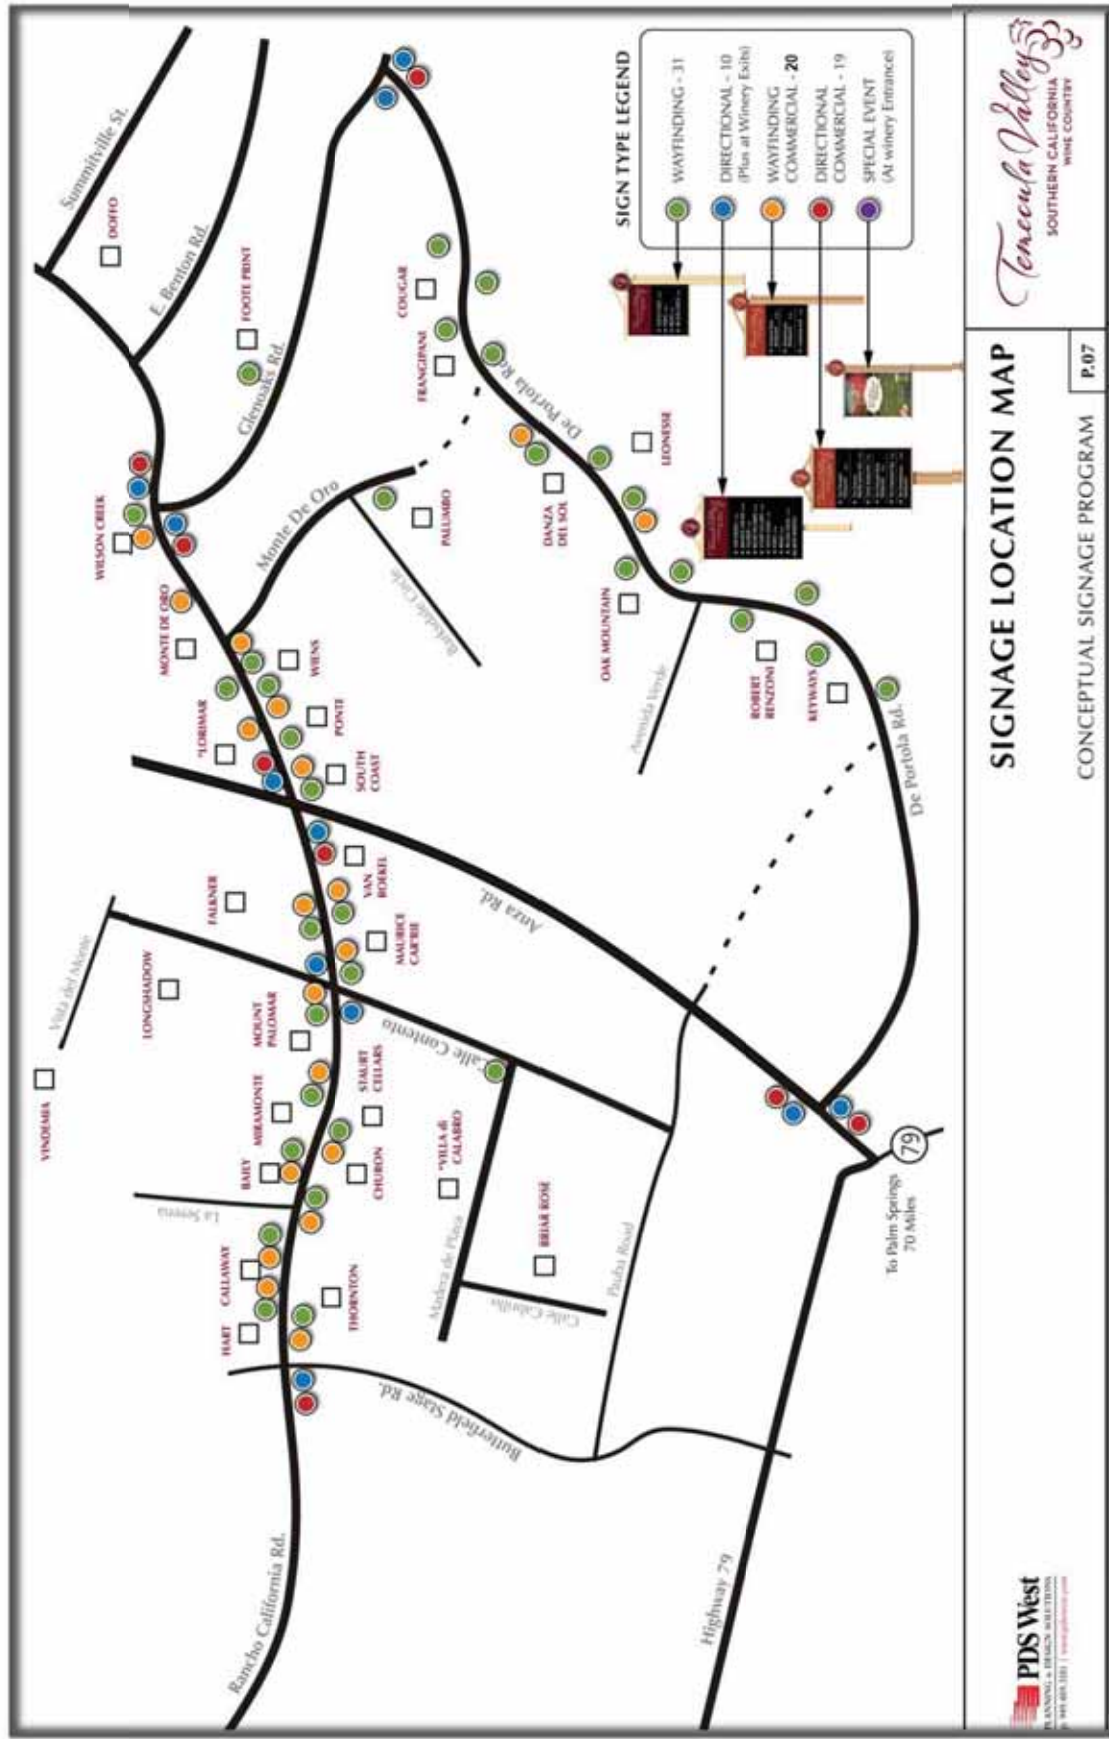 SIGNAGE LOCATION MAP
CONCEPTUAL SIGNAGE PROGRAM
P.07
Temecula Valley
SOUTHERN CALIFORNIA
WINE COUNTRY
PDS West
PLANNING & DESIGN SOLUTIONS
SIGN TYPE LEGEND
WAYFINDING - 31
DIRECTIONAL - 10
(Plus at Winery Exits)
WAYFINDING
COMMERCIAL - 20
DIRECTIONAL
COMMERCIAL - 19
SPECIAL EVENT
(At winery Entrance)
Rancho California Rd.
Butterfield Stage Rd.
Highway 79
To Palm Springs
70 Miles
79
HART
CALLAWAY
THORNTON
La Serena
BAILY
MIRAMONTE
CHURON
STAURT
CELLARS
VINDEMIA
Vista del Monte
LONGSHADOW
MOUNT
PALOMAR
Calle Contento
*VILLA di
CALABRO
Madera de Playa
BRIAR ROSE
Calle Cabrillo
Pauba Road
FALKNER
MAURICE
CAR'RIE
VAN
ROEKEL
Anza Rd.
*LORIMAR
SOUTH
COAST
PONTE
WIENS
MONTE DE ORO
Monte De Oro
WILSON CREEK
PALUMBO
Glenoaks Rd.
FOOTE PRINT
E. Benton Rd.
DOFFO
Summitville St.
FRANGIPANI
COUGAR
De Portola Rd.
DANZA
DEL SOL
LEONESSE
OAK MOUNTAIN
Avenida Verde
ROBERT
RENZONI
KEYWAYS
De Portola Rd.